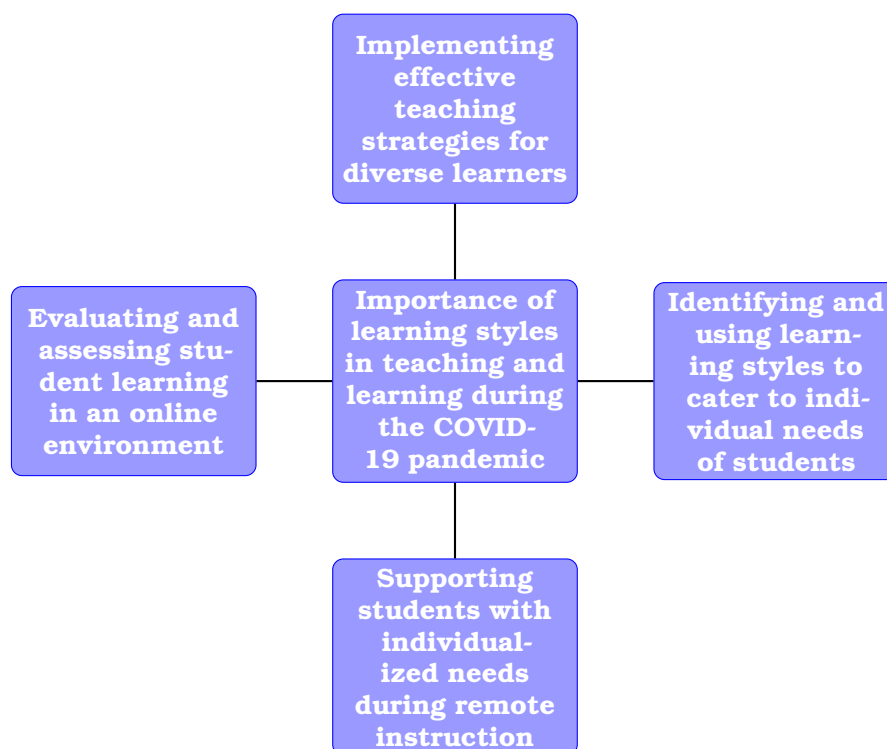 Implementing
effective
teaching
strategies for
diverse learners
Evaluating and
assessing stu-
dent learning
in an online
environment
Importance of
learning styles
in teaching and
learning during
the COVID-
19 pandemic
Identifying and
using learn-
ing styles to
cater to indi-
vidual needs
of students
Supporting
students with
individual-
ized needs
during remote
instruction